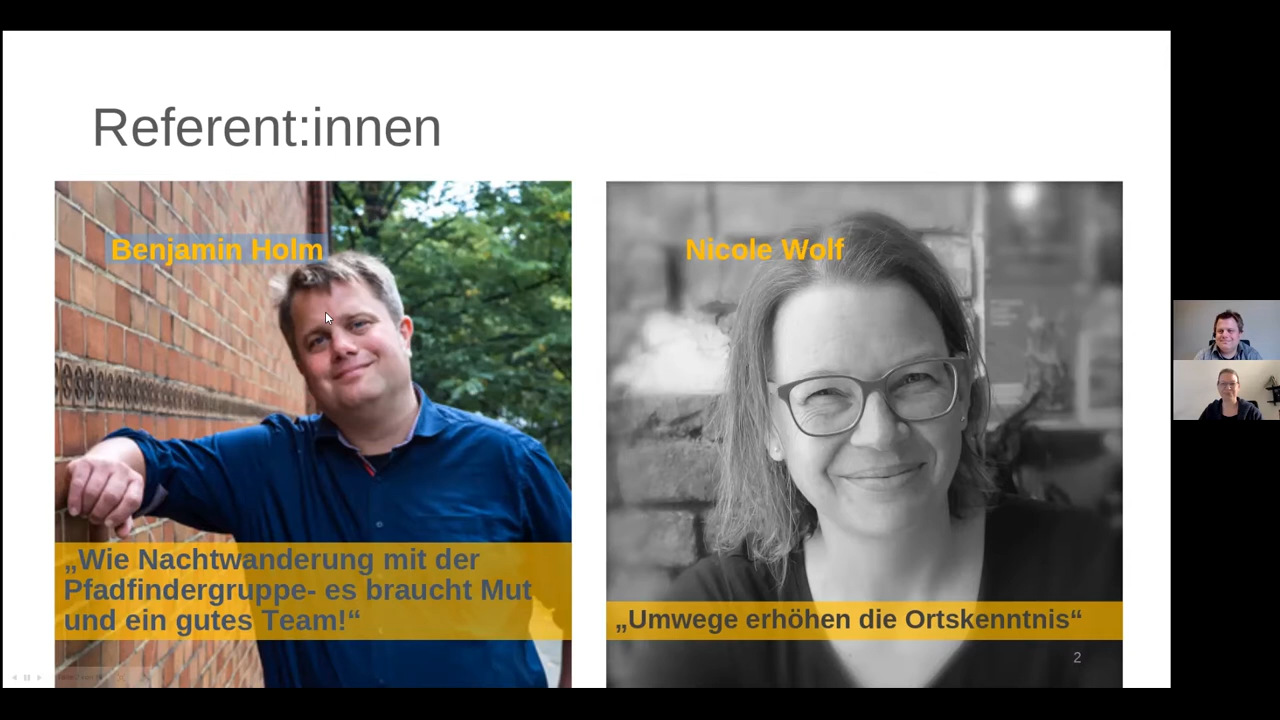 Referent:innen
Benjamin Holm
Nicole Wolf
„Wie Nachtwanderung mit der
Pfadfindergruppe- es braucht Mut
und ein gutes Team!“
„Umwege erhöhen die Ortskenntnis“
2